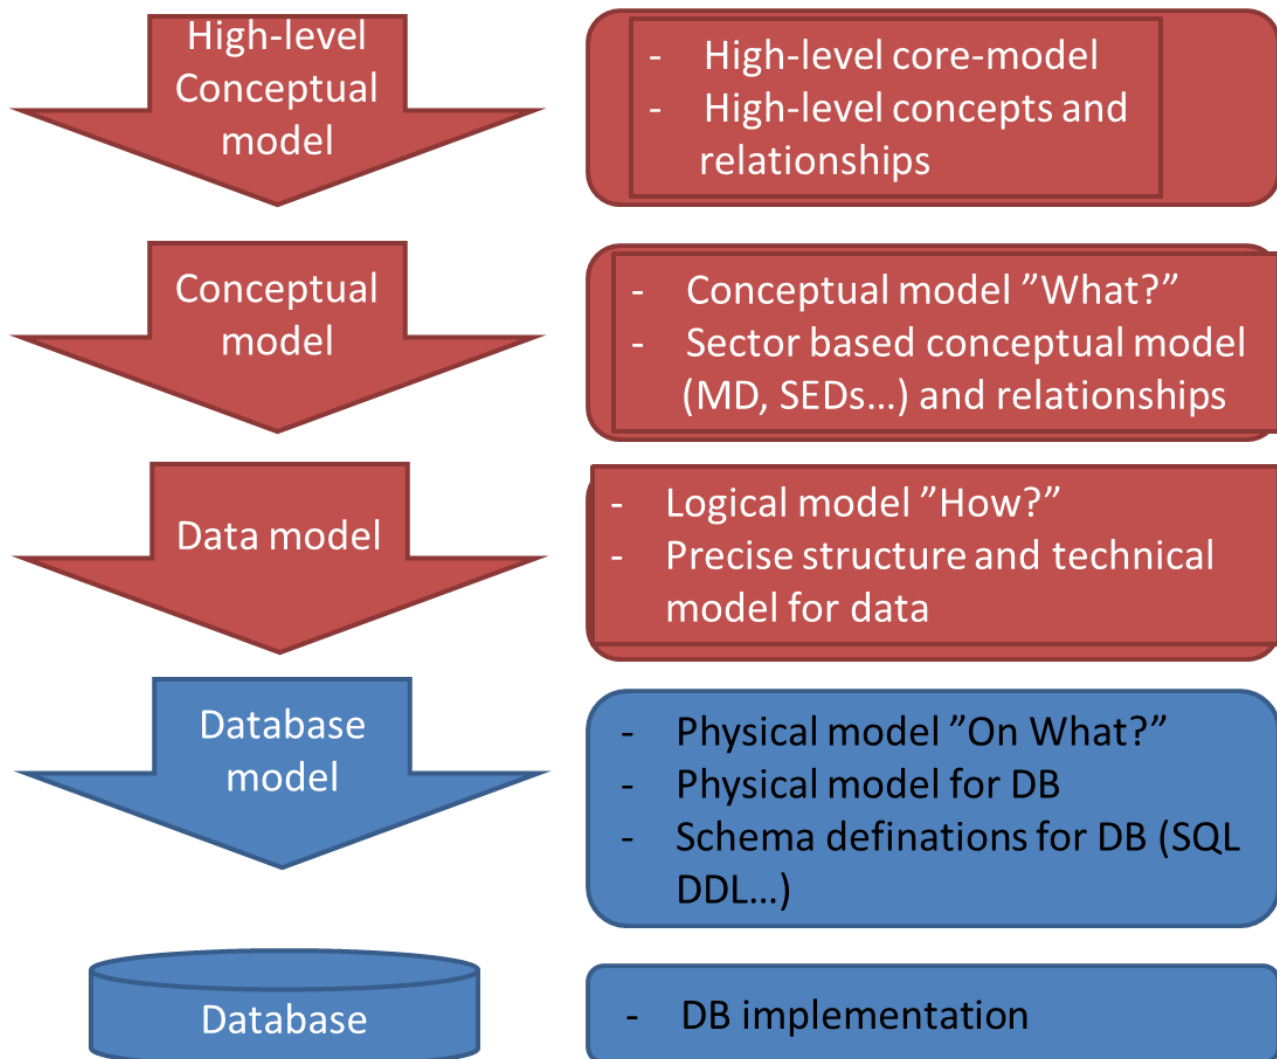 High-level
Conceptual
model
- High-level core-model
- High-level concepts and
relationships
Conceptual
model
- Conceptual model ”What?”
- Sector based conceptual model
(MD, SEDs...) and relationships
Data model
- Logical model ”How?”
- Precise structure and technical
model for data
Database
model
- Physical model ”On What?”
- Physical model for DB
- Schema definations for DB (SQL
DDL...)
Database
- DB implementation